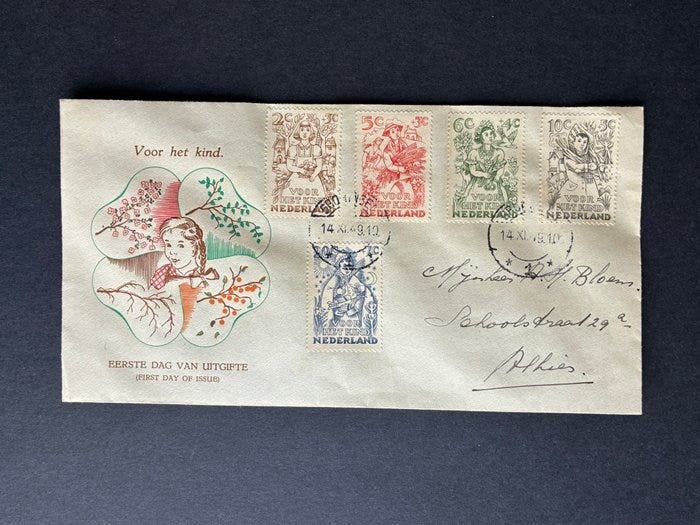 Voor het kind.
2C +3C
VOOR
HET KIND
NEDERLAND
5C +3C
VOOR
HET KIND
NEDERLAND
6C +4C
VOOR
HET KIND
NEDERLAND
10C +5C
VOOR
HET KIND
NEDERLAND
14 XI. 49.10
14 XI. 49.10
VOOR
HET KIND
NEDERLAND
EERSTE DAG VAN UITGIFTE
(FIRST DAY OF ISSUE)
Bloem.
Schoolstraat 29a